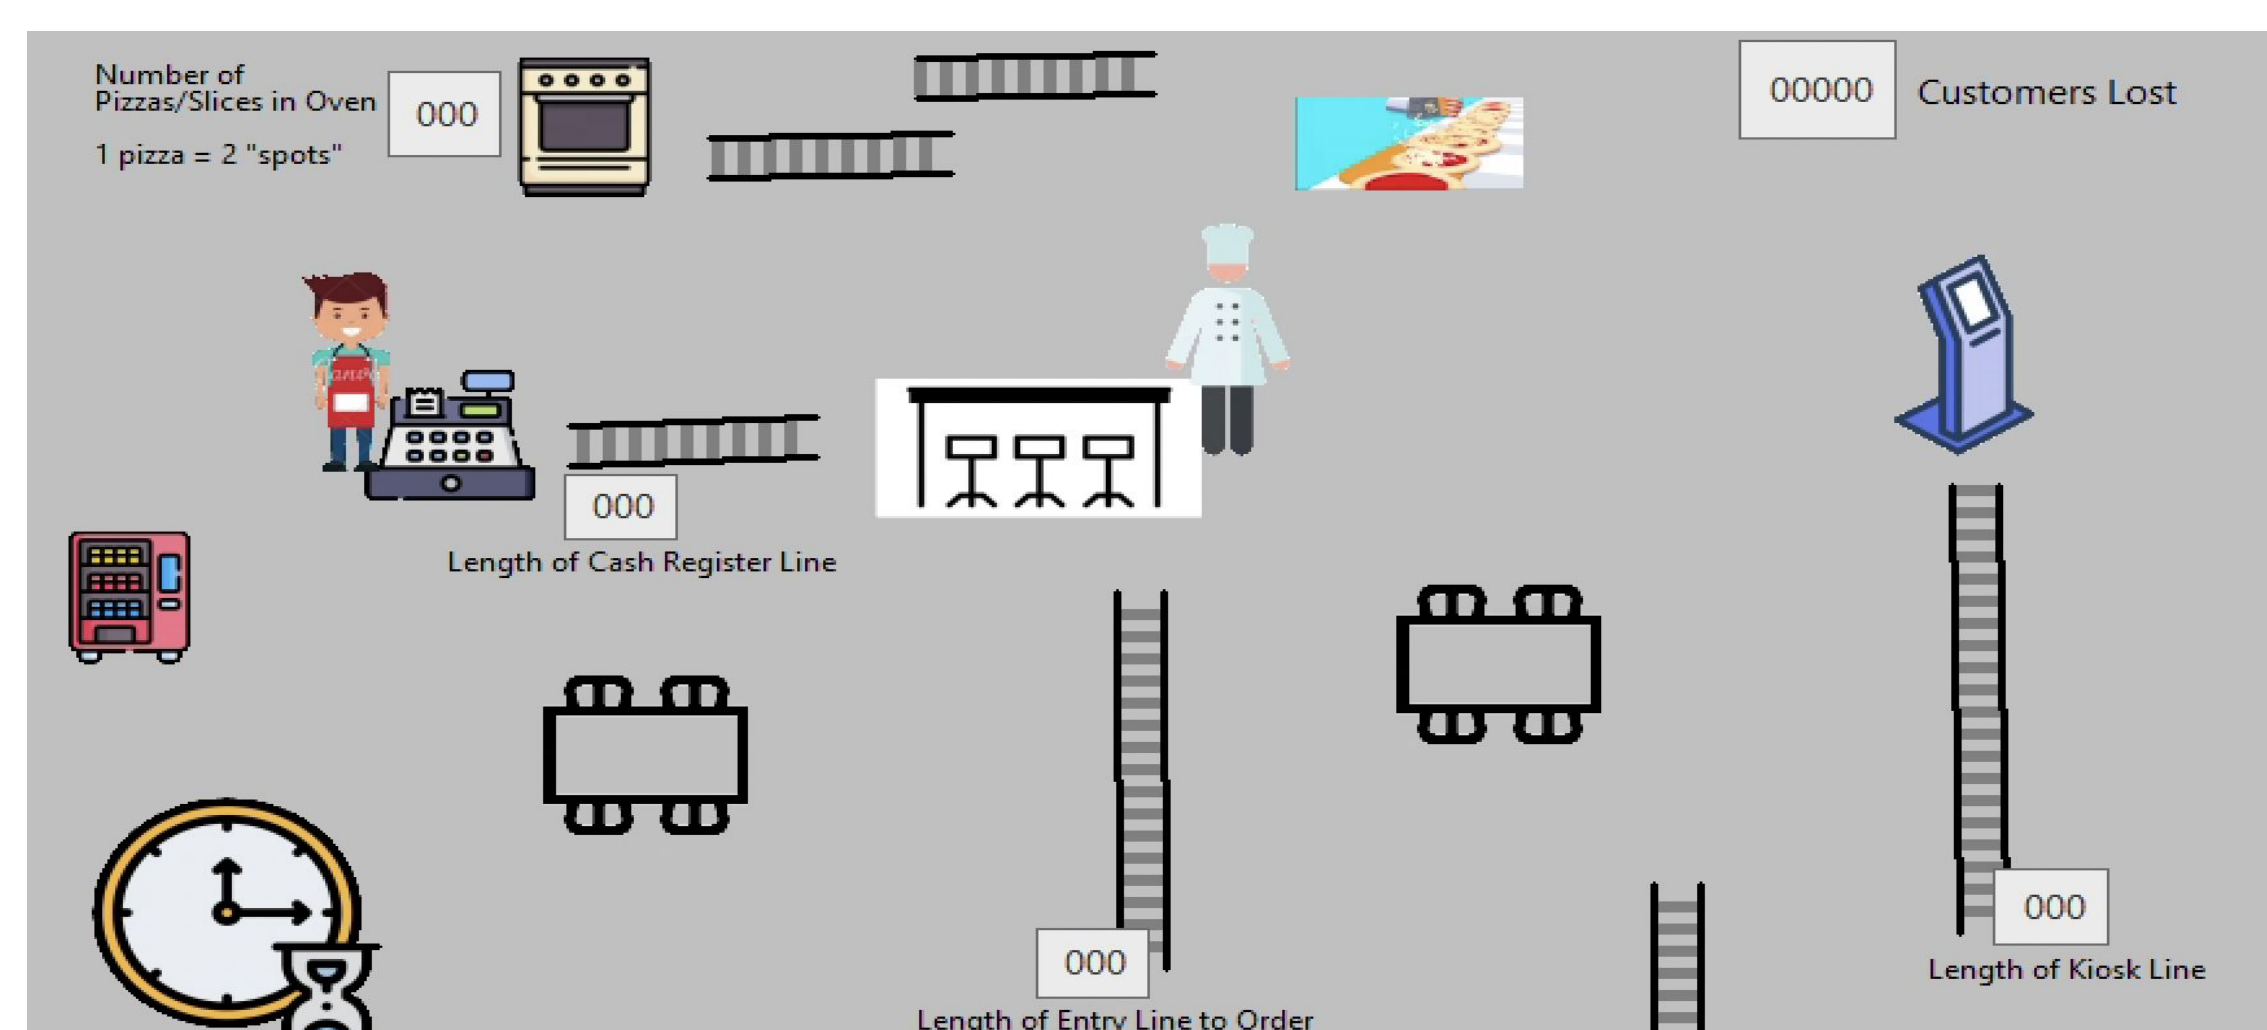 Number of
Pizzas/Slices in Oven
000
1 pizza = 2 "spots"
00000
Customers Lost
000
Length of Cash Register Line
000
Length of Kiosk Line
000
Length of Entry Line to Order